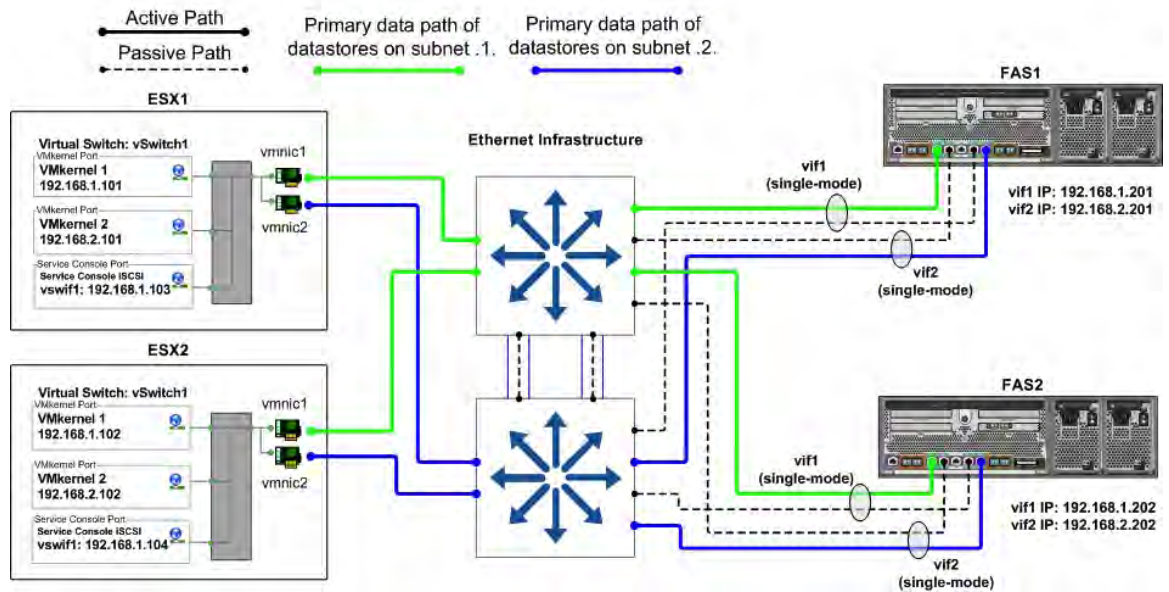 Active Path
Passive Path
Primary data path of
datastores on subnet .1.
Primary data path of
datastores on subnet .2.
ESX1
Virtual Switch: vSwitch1
VMkernel Port
VMkernel 1
192.168.1.101
VMkernel Port
VMkernel 2
192.168.2.101
Service Console Port
Service Console iSCSI
vswif1: 192.168.1.103
vmnic1
vmnic2
Ethernet Infrastructure
FAS1
vif1
(single-mode)
vif1 IP: 192.168.1.201
vif2 IP: 192.168.2.201
vif2
(single-mode)
ESX2
Virtual Switch: vSwitch1
VMkernel Port
VMkernel 1
192.168.1.102
VMkernel Port
VMkernel 2
192.168.2.102
Service Console Port
Service Console iSCSI
vswif1: 192.168.1.104
vmnic1
vmnic2
FAS2
vif1
(single-mode)
vif1 IP: 192.168.1.202
vif2 IP: 192.168.2.202
vif2
(single-mode)